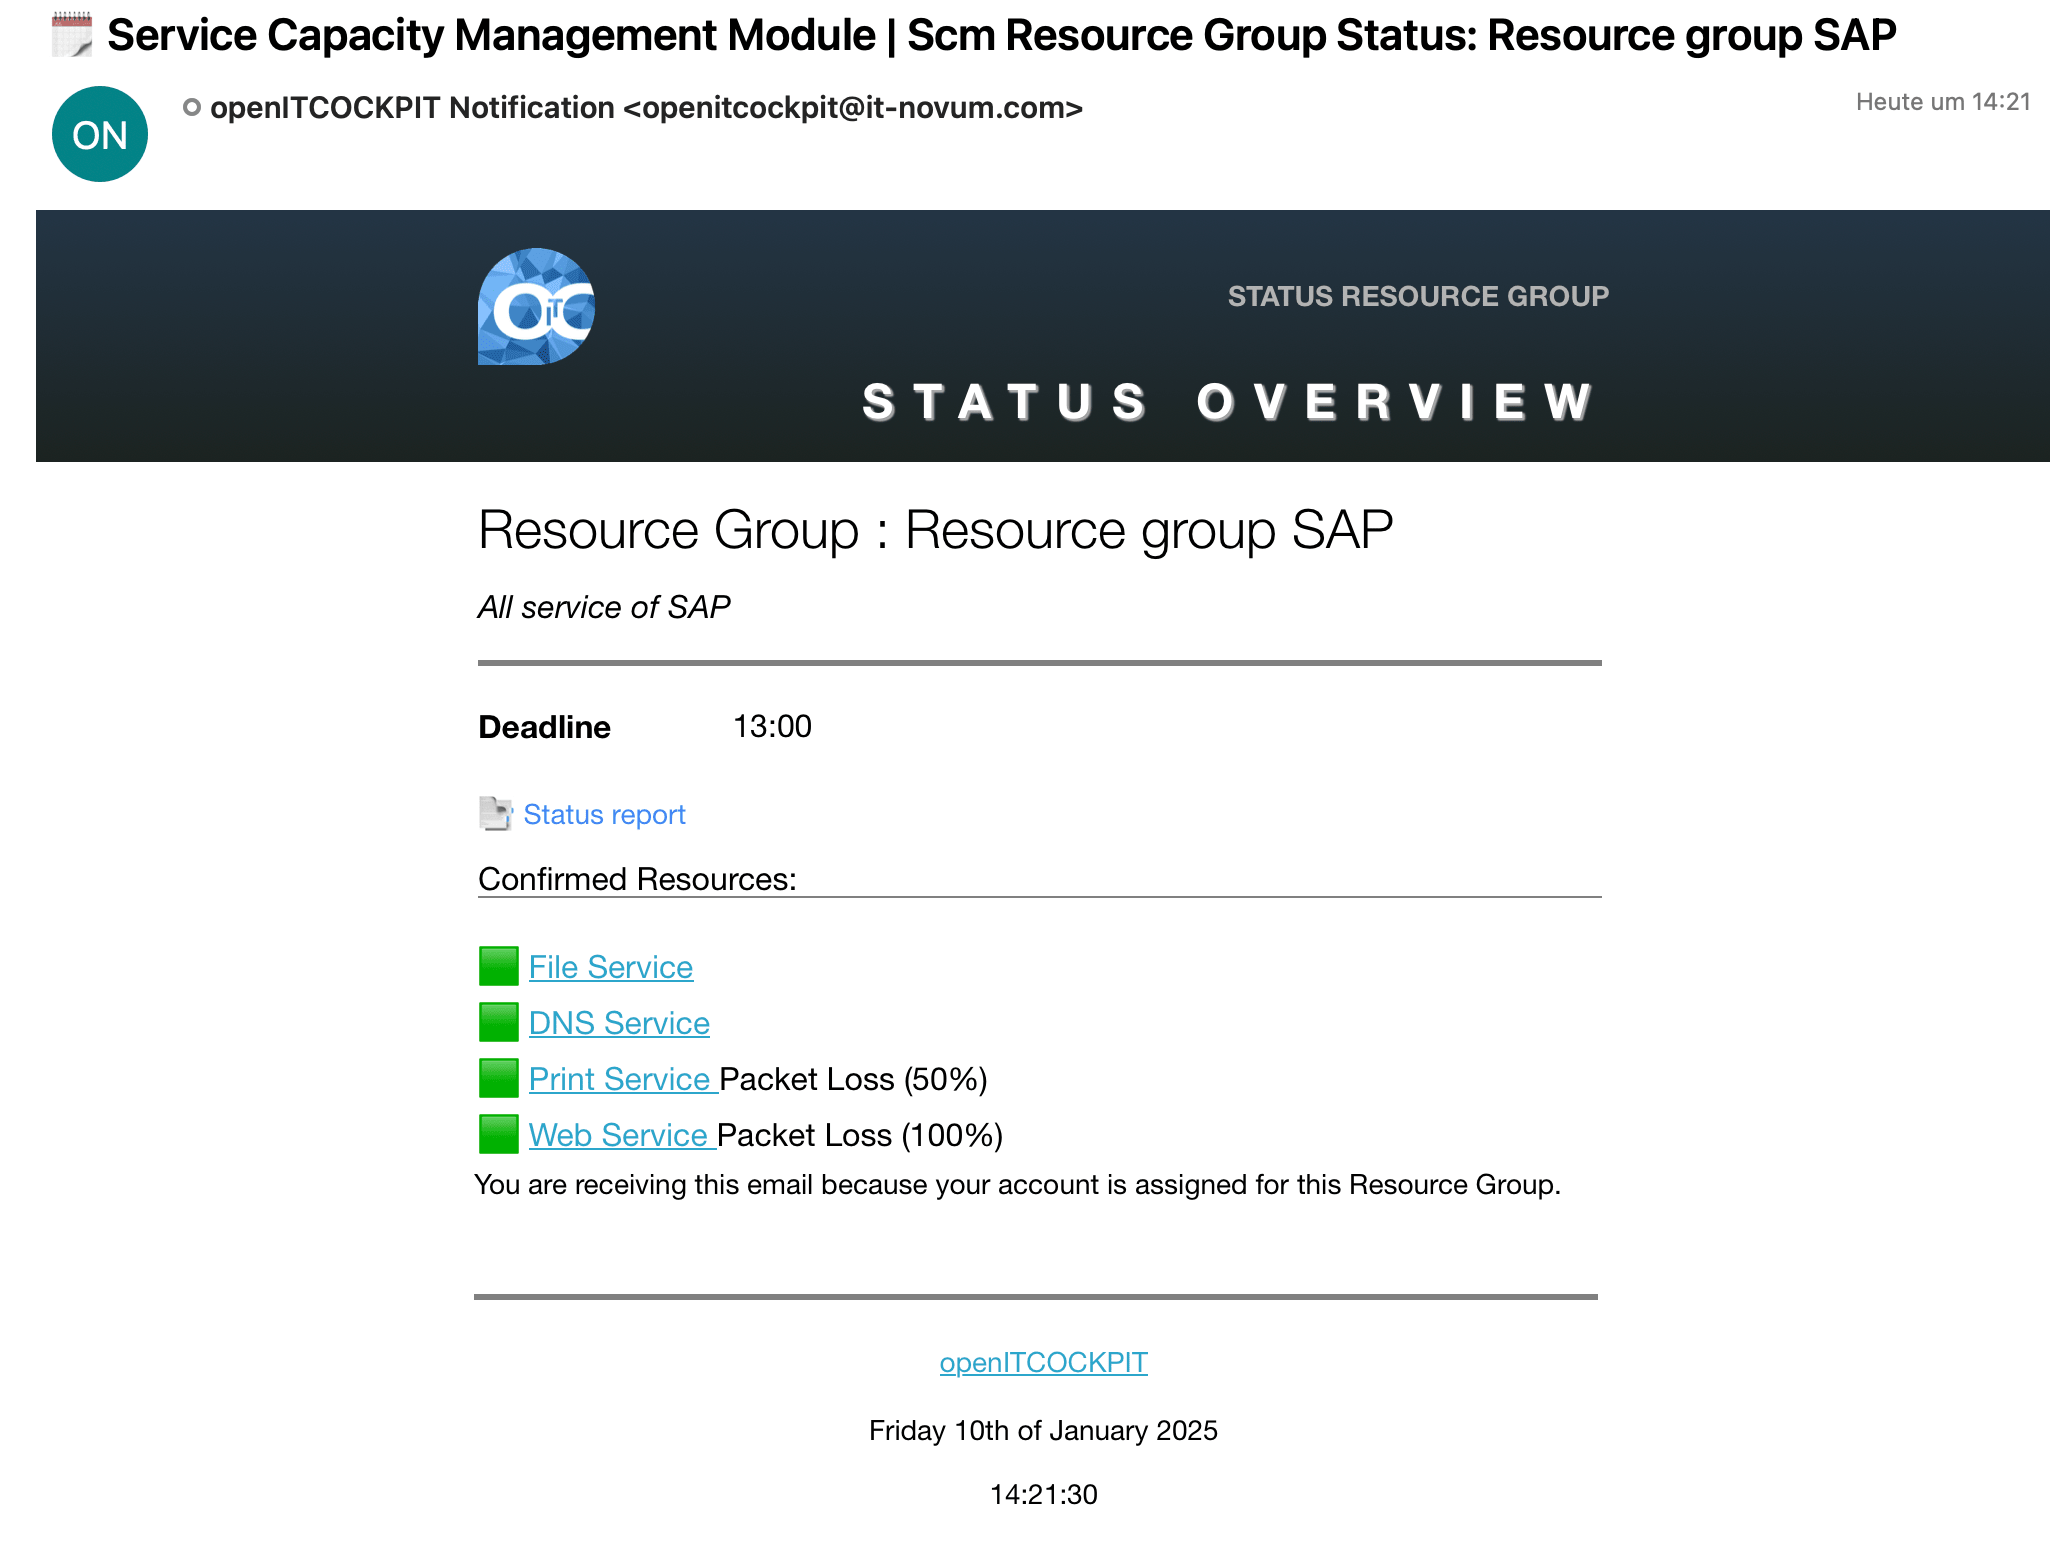 Service Capacity Management Module | Scm Resource Group Status: Resource group SAP
ON
openITCOCKPIT Notification <openitcockpit@it-novum.com>
Heute um 14:21
OITC
STATUS RESOURCE GROUP
STATUS OVERVIEW
Resource Group : Resource group SAP
All service of SAP
Deadline 13:00
Status report
Confirmed Resources:
File Service
DNS Service
Print Service Packet Loss (50%)
Web Service Packet Loss (100%)
You are receiving this email because your account is assigned for this Resource Group.
openITCOCKPIT
Friday 10th of January 2025
14:21:30